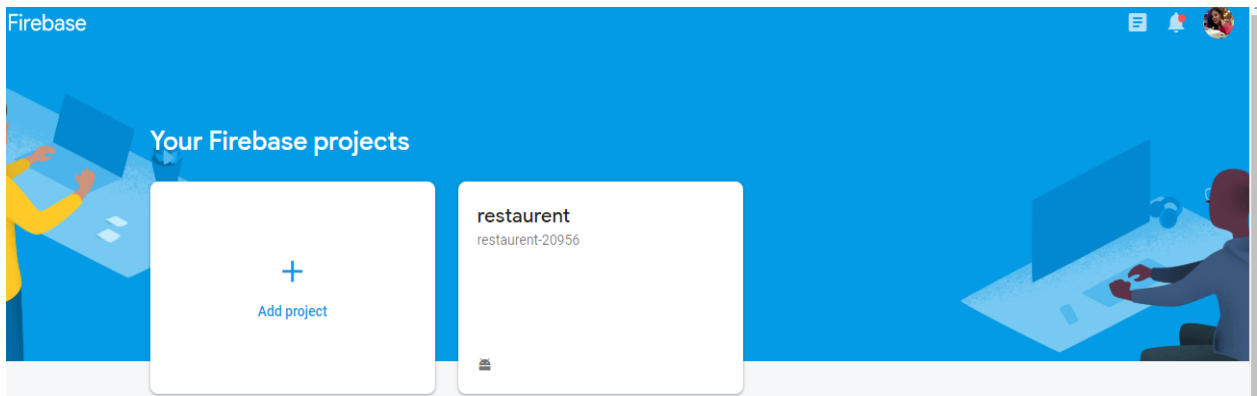 Firebase
Your Firebase projects
restaurent
restaurent-20956
Add project